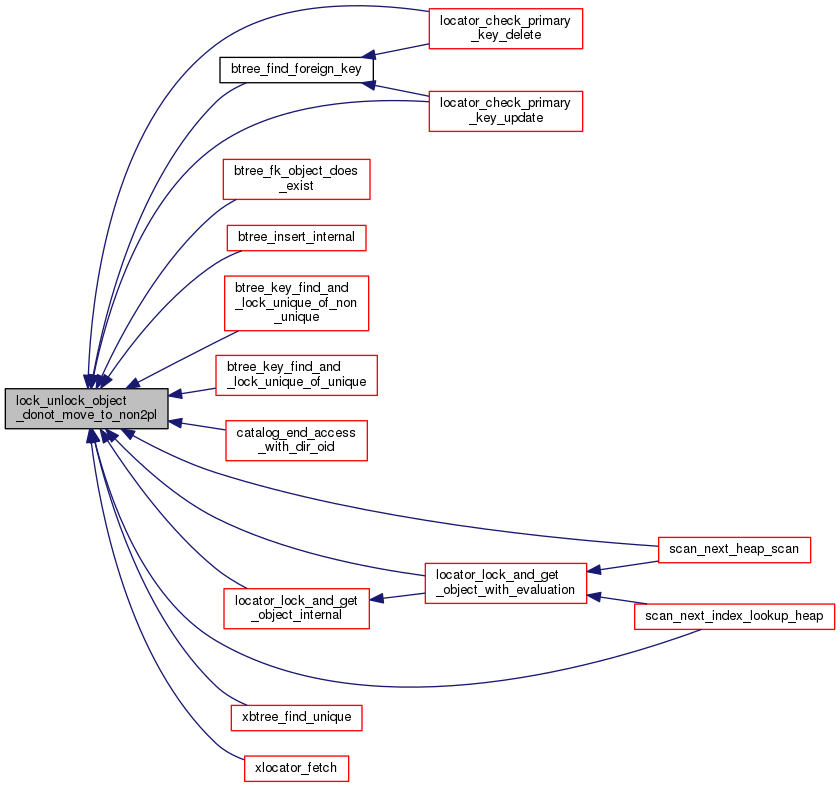 locator_check_primary
_key_delete
btree_find_foreign_key
locator_check_primary
_key_update
btree_fk_object_does
_exist
btree_insert_internal
btree_key_find_and
_lock_unique_of_non
_unique
btree_key_find_and
_lock_unique_of_unique
lock_unlock_object
_donot_move_to_non2pl
catalog_end_access
_with_dir_oid
scan_next_heap_scan
locator_lock_and_get
_object_with_evaluation
locator_lock_and_get
_object_internal
scan_next_index_lookup_heap
xbtree_find_unique
xlocator_fetch